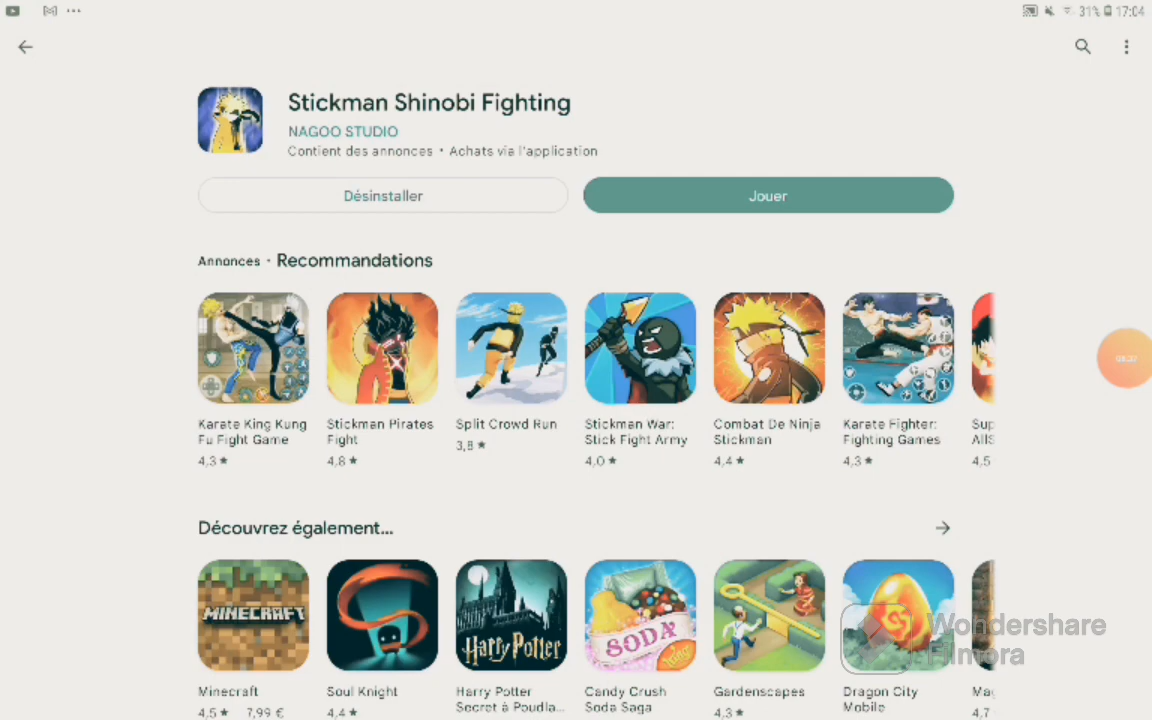 31% 17:04
Stickman Shinobi Fighting
NAGOO STUDIO
Contient des annonces • Achats via l'application
Désinstaller
Jouer
Annonces • Recommandations
Karate King Kung
Fu Fight Game
4,3 ★
Stickman Pirates
Fight
4,8 ★
Split Crowd Run
3,8 ★
Stickman War:
Stick Fight Army
4,0 ★
Combat De Ninja
Stickman
4,4 ★
Karate Fighter:
Fighting Games
4,3 ★
Sup
AllS
4,5
Découvrez également...
MINECRAFT
Harry Potter
SODA
King
Minecraft
4,5 ★ 7,99 €
Soul Knight
4,4 ★
Harry Potter
Secret à Poudla...
Candy Crush
Soda Saga
Gardenscapes
4,3 ★
Dragon City
Mobile
4,7
Wondershare
Filmora